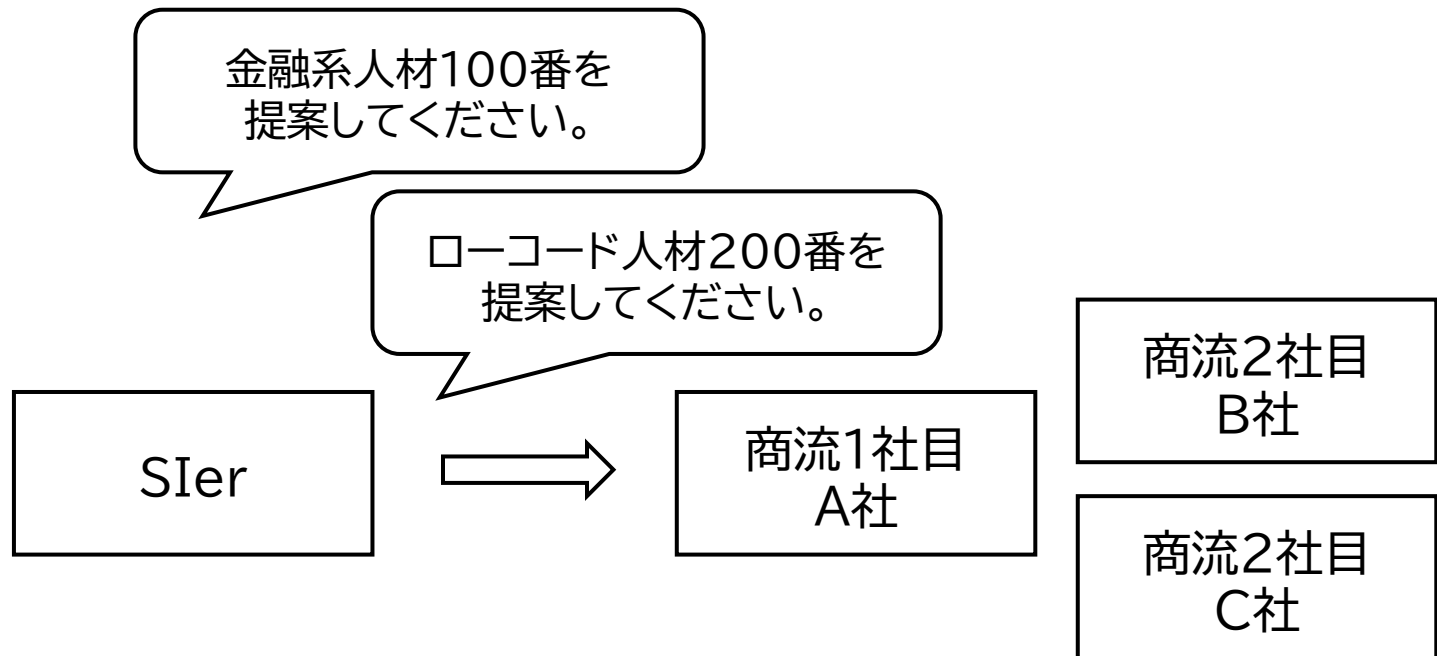 金融系人材100番を
提案してください。
ローコード人材200番を
提案してください。
SIer
商流1社目
A社
商流2社目
B社
商流2社目
C社